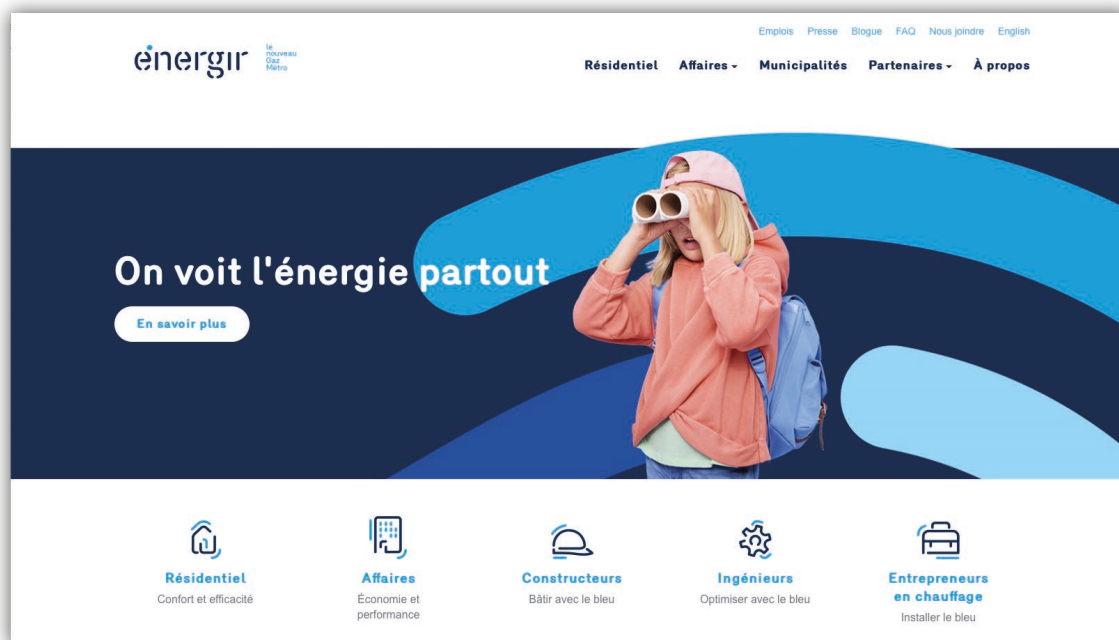 Emplois Presse Blogue FAQ Nous joindre English
énergir
le
nouveau
Gaz
Métro
Résidentiel Affaires Municipalités Partenaires À propos
On voit l'énergie partout
En savoir plus
Résidentiel
Confort et efficacité
Affaires
Économie et
performance
Constructeurs
Bâtir avec le bleu
Ingénieurs
Optimiser avec le bleu
Entrepreneurs
en chauffage
Installer le bleu